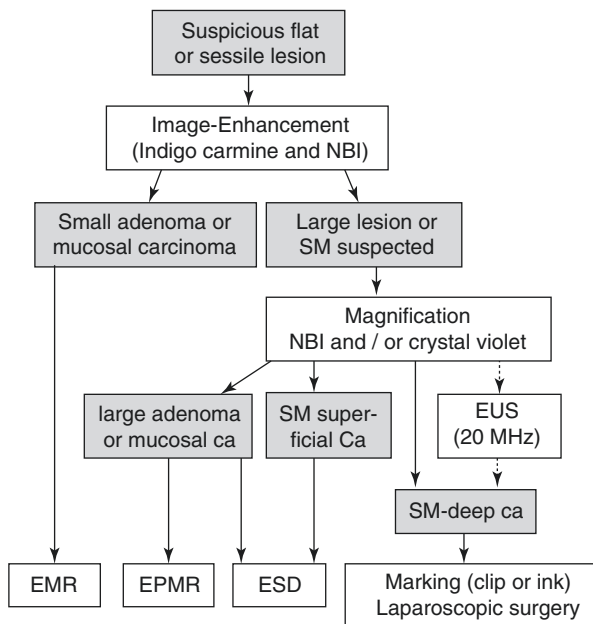 Suspicious flat
or sessile lesion
Image-Enhancement
(Indigo carmine and NBI)
Small adenoma or
mucosal carcinoma
Large lesion or
SM suspected
Magnification
NBI and / or crystal violet
large adenoma
or mucosal ca
SM super-
ficial Ca
EUS
(20 MHz)
SM-deep ca
EMR
EPMR
ESD
Marking (clip or ink)
Laparoscopic surgery